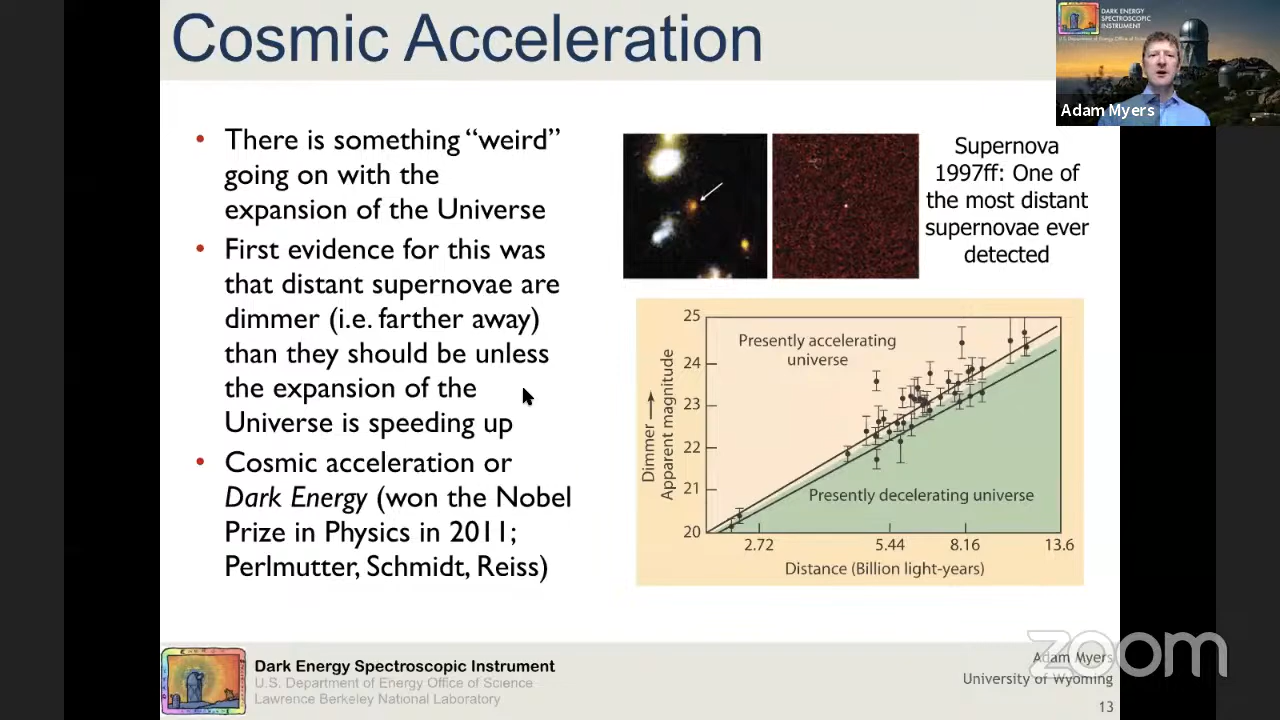 Cosmic Acceleration
DARK ENERGY
SPECTROSCOPIC
INSTRUMENT
Adam Myers
• There is something “weird”
going on with the
expansion of the Universe
• First evidence for this was
that distant supernovae are
dimmer (i.e. farther away)
than they should be unless
the expansion of the
Universe is speeding up
• Cosmic acceleration or
Dark Energy (won the Nobel
Prize in Physics in 2011;
Perlmutter, Schmidt, Reiss)
Supernova
1997ff: One of
the most distant
supernovae ever
detected
Dimmer
Apparent magnitude
25
24
23
22
21
20
Presently accelerating
universe
Presently decelerating universe
2.72 5.44 8.16 13.6
Distance (Billion light-years)
Dark Energy Spectroscopic Instrument
U.S. Department of Energy Office of Science
Lawrence Berkeley National Laboratory
Adam Myers
University of Wyoming
13
zoom